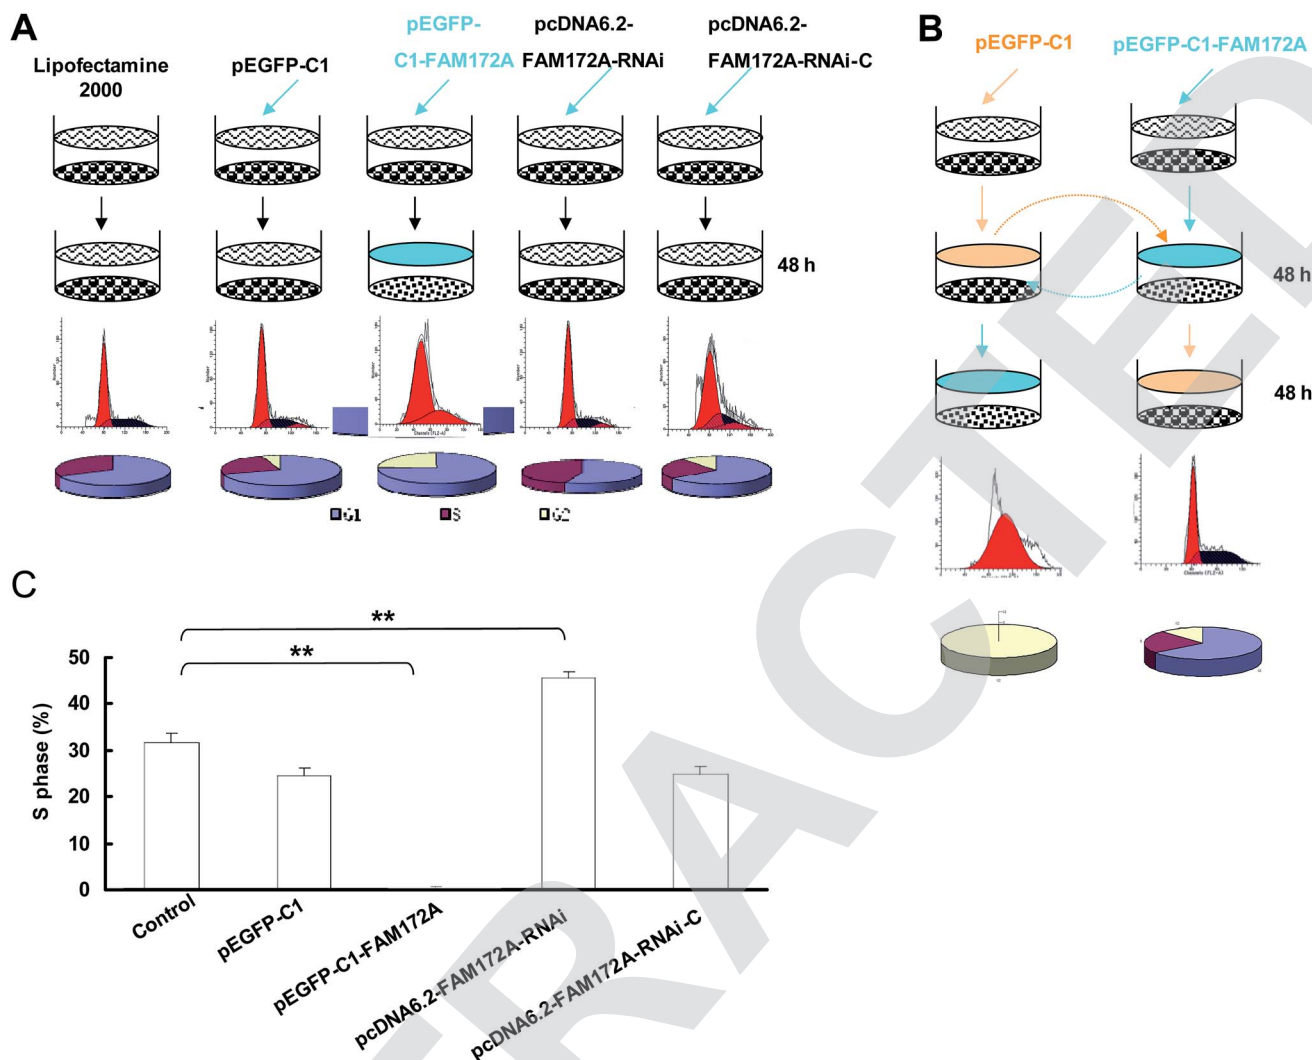 A
Lipofectamine
2000
pEGFP-C1
pEGFP-
C1-FAM172A
pcDNA6.2-
FAM172A-RNAi
pcDNA6.2-
FAM172A-RNAi-C
48 h
G1
S
G2
B
pEGFP-C1
pEGFP-C1-FAM172A
48 h
48 h
C
**
**
S phase (%)
50
40
30
20
10
0
Control
pEGFP-C1
pEGFP-C1-FAM172A
pcDNA6.2-FAM172A-RNAi
pcDNA6.2-FAM172A-RNAi-C